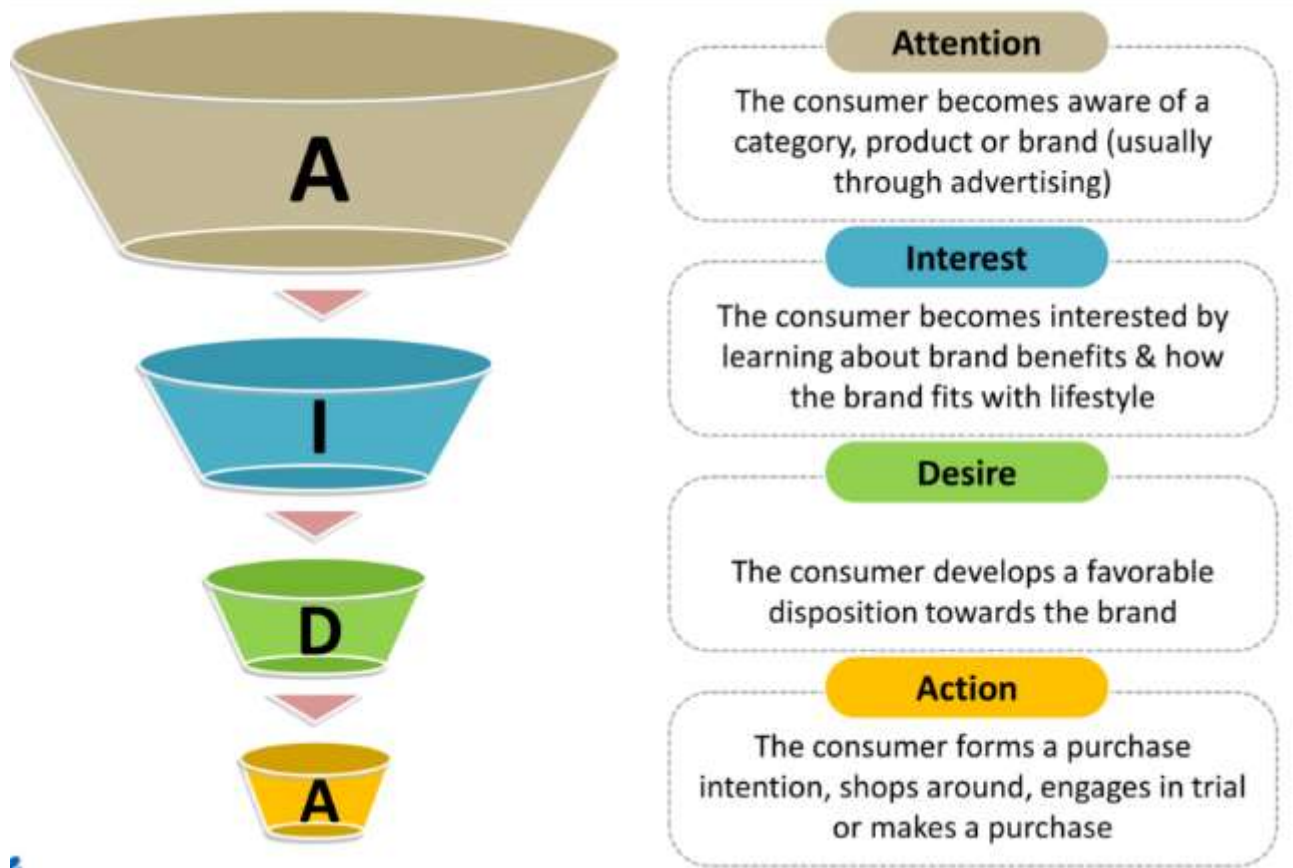 A
Attention
The consumer becomes aware of a
category, product or brand (usually
through advertising)
I
Interest
The consumer becomes interested by
learning about brand benefits & how
the brand fits with lifestyle
D
Desire
The consumer develops a favorable
disposition towards the brand
A
Action
The consumer forms a purchase
intention, shops around, engages in trial
or makes a purchase